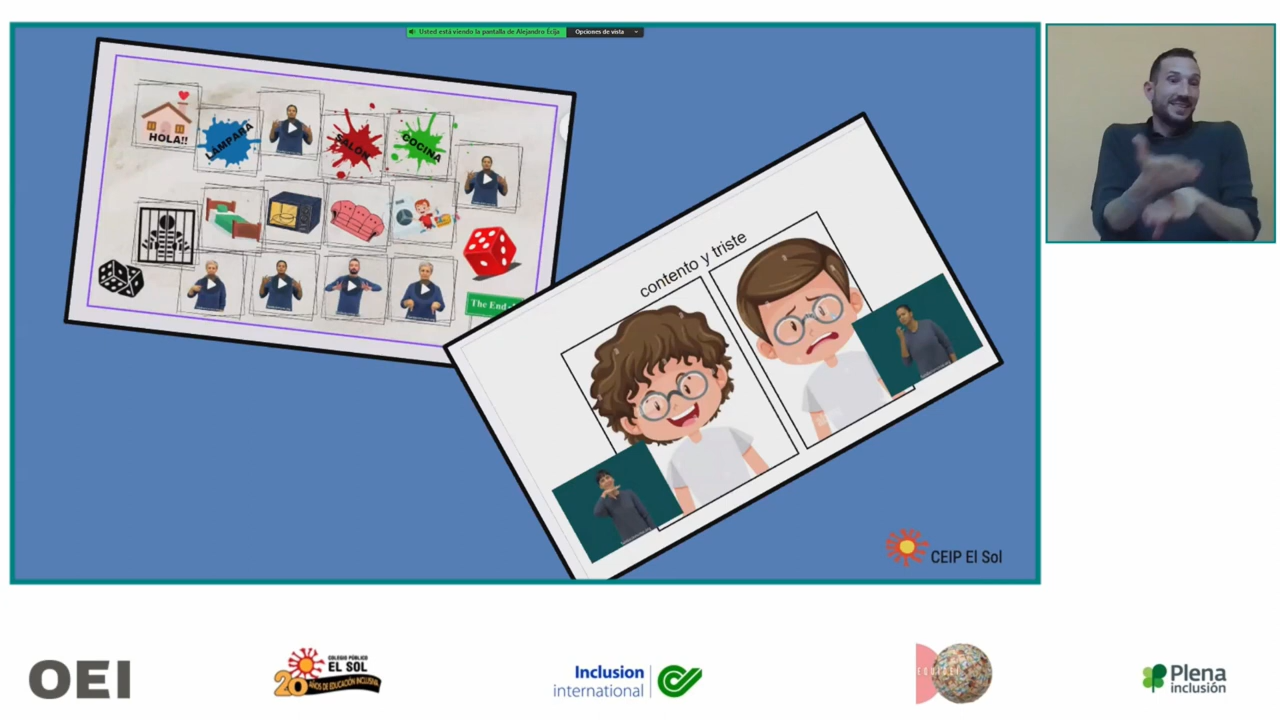 Usted está viendo la pantalla de Alejandro Écija
Opciones de vista
HOLA!!
LÁMPARA
SALÓN
COCINA
The End
contento y triste
CEIP El Sol
OEI
COLEGIO PÚBLICO
EL SOL
20 AÑOS DE EDUCACIÓN INCLUSIVA
Inclusion
international
Plena
inclusión